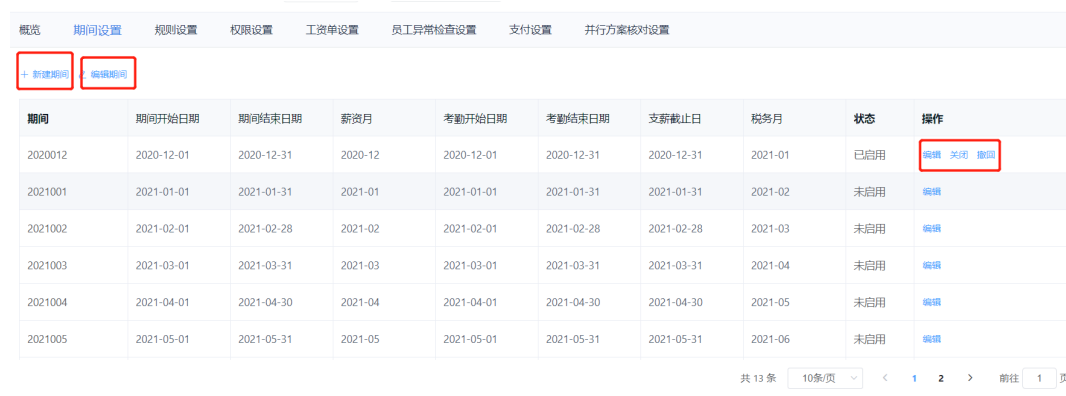 概览 期间设置 规则设置 权限设置 工资单设置 员工异常检查设置 支付设置 并行方案核对设置
+ 新建期间 编辑期间
期间 期间开始日期 期间结束日期 薪资月 考勤开始日期 考勤结束日期 支薪截止日 税务月 状态 操作
2020012 2020-12-01 2020-12-31 2020-12 2020-12-01 2020-12-31 2020-12-31 2021-01 已启用 编辑 关闭 撤回
2021001 2021-01-01 2021-01-31 2021-01 2021-01-01 2021-01-31 2021-01-31 2021-02 未启用 编辑
2021002 2021-02-01 2021-02-28 2021-02 2021-02-01 2021-02-28 2021-02-28 2021-03 未启用 编辑
2021003 2021-03-01 2021-03-31 2021-03 2021-03-01 2021-03-31 2021-03-31 2021-04 未启用 编辑
2021004 2021-04-01 2021-04-30 2021-04 2021-04-01 2021-04-30 2021-04-30 2021-05 未启用 编辑
2021005 2021-05-01 2021-05-31 2021-05 2021-05-01 2021-05-31 2021-05-31 2021-06 未启用 编辑
共 13 条 10条/页 < 1 2 > 前往 1 页